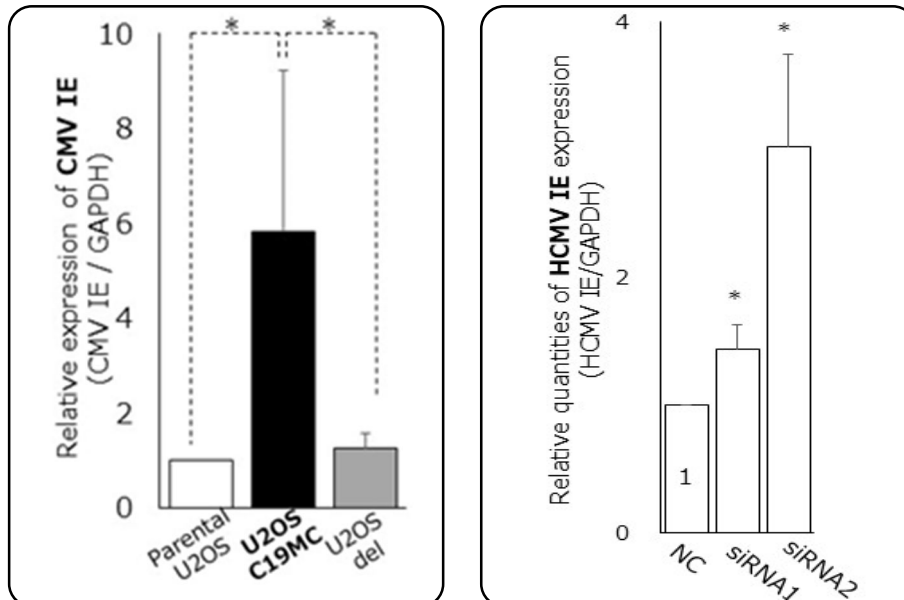 Relative expression of CMV IE
(CMV IE / GAPDH)
10
8
6
4
2
0
*
*
Parental
U2OS
U2OS
C19MC
U2OS
del
Relative quantities of HCMV IE expression
(HCMV IE/GAPDH)
4
2
0
*
*
1
NC
siRNA1
siRNA2